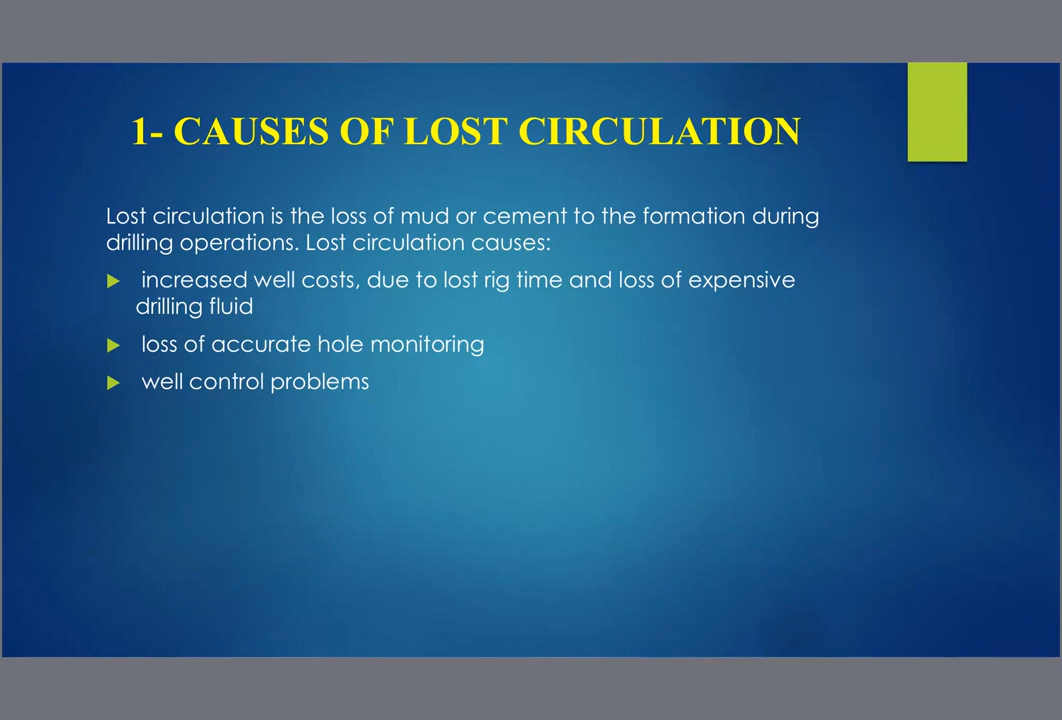 1- CAUSES OF LOST CIRCULATION
Lost circulation is the loss of mud or cement to the formation during
drilling operations. Lost circulation causes:
increased well costs, due to lost rig time and loss of expensive
drilling fluid
loss of accurate hole monitoring
well control problems